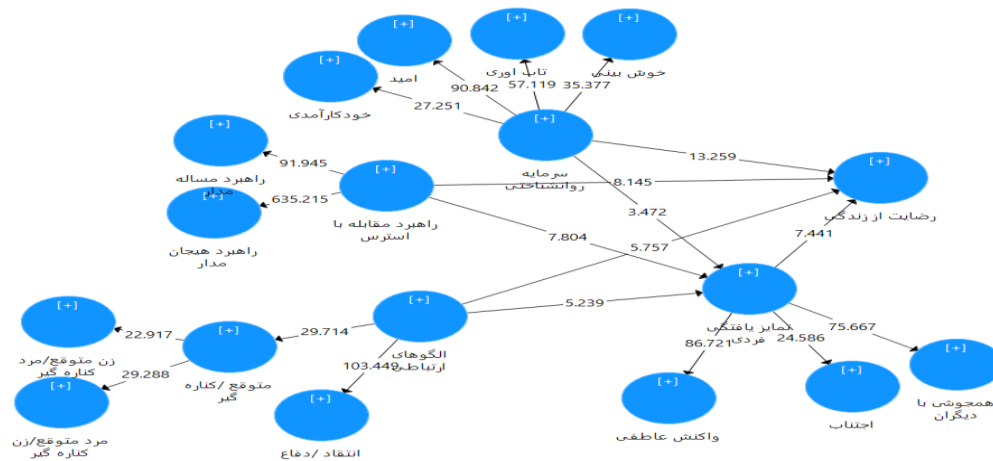 [+]
[+]
[+]
امید
تاب آوری
خوش بینی
[+]
خودکارآمدی
90.842
57.119
35.377
27.251
[+]
سرمایه
روانشناختی
[+]
راهبرد مساله
مدار
91.945
[+]
راهبرد مقابله با
استرس
13.259
8.145
[+]
رضایت از زندگی
[+]
راهبرد هیجان
مدار
635.215
3.472
7.804
5.757
7.441
[+]
تمایز یافتگی
فردی
5.239
[+]
الگوهای
ارتباطی
29.714
103.449
[+]
متوقع /کناره
گیر
22.917
29.288
[+]
زن متوقع/مرد
کناره گیر
[+]
مرد متوقع/زن
کناره گیر
[+]
انتقاد /دفاع
86.721
24.586
75.667
[+]
واکنش عاطفی
[+]
اجتناب
[+]
همجوشی با
دیگران